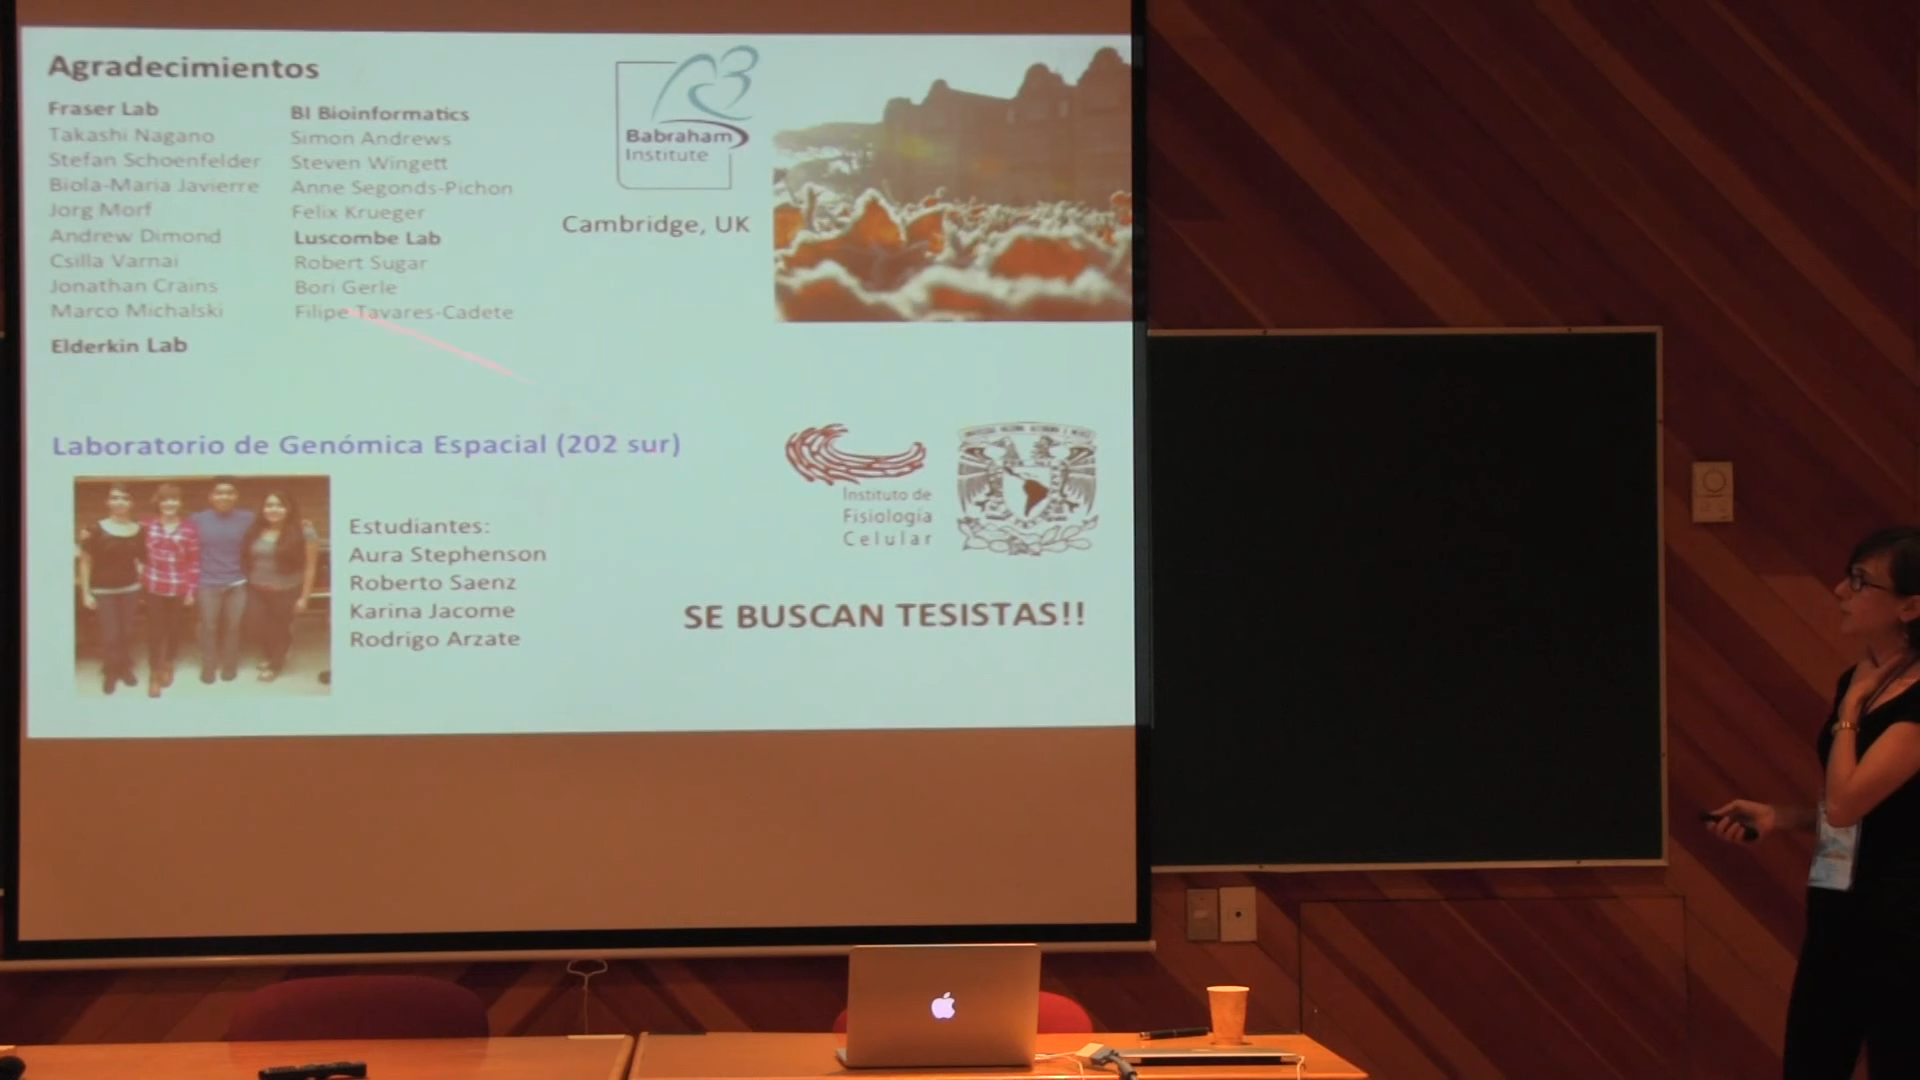 Agradecimientos
Fraser Lab
Takashi Nagano
Stefan Schoenfelder
Biola-Maria Javierre
Jorg Morf
Andrew Dimond
Csilla Varnai
Jonathan Crains
Marco Michalski
Elderkin Lab
BI Bioinformatics
Simon Andrews
Steven Wingett
Anne Segonds-Pichon
Felix Krueger
Luscombe Lab
Robert Sugar
Bori Gerle
Filipe Tavares-Cadete
Babraham
Institute
Cambridge, UK
Laboratorio de Genómica Espacial (202 sur)
Estudiantes:
Aura Stephenson
Roberto Saenz
Karina Jacome
Rodrigo Arzate
Instituto de
Fisiología
Celular
SE BUSCAN TESISTAS!!